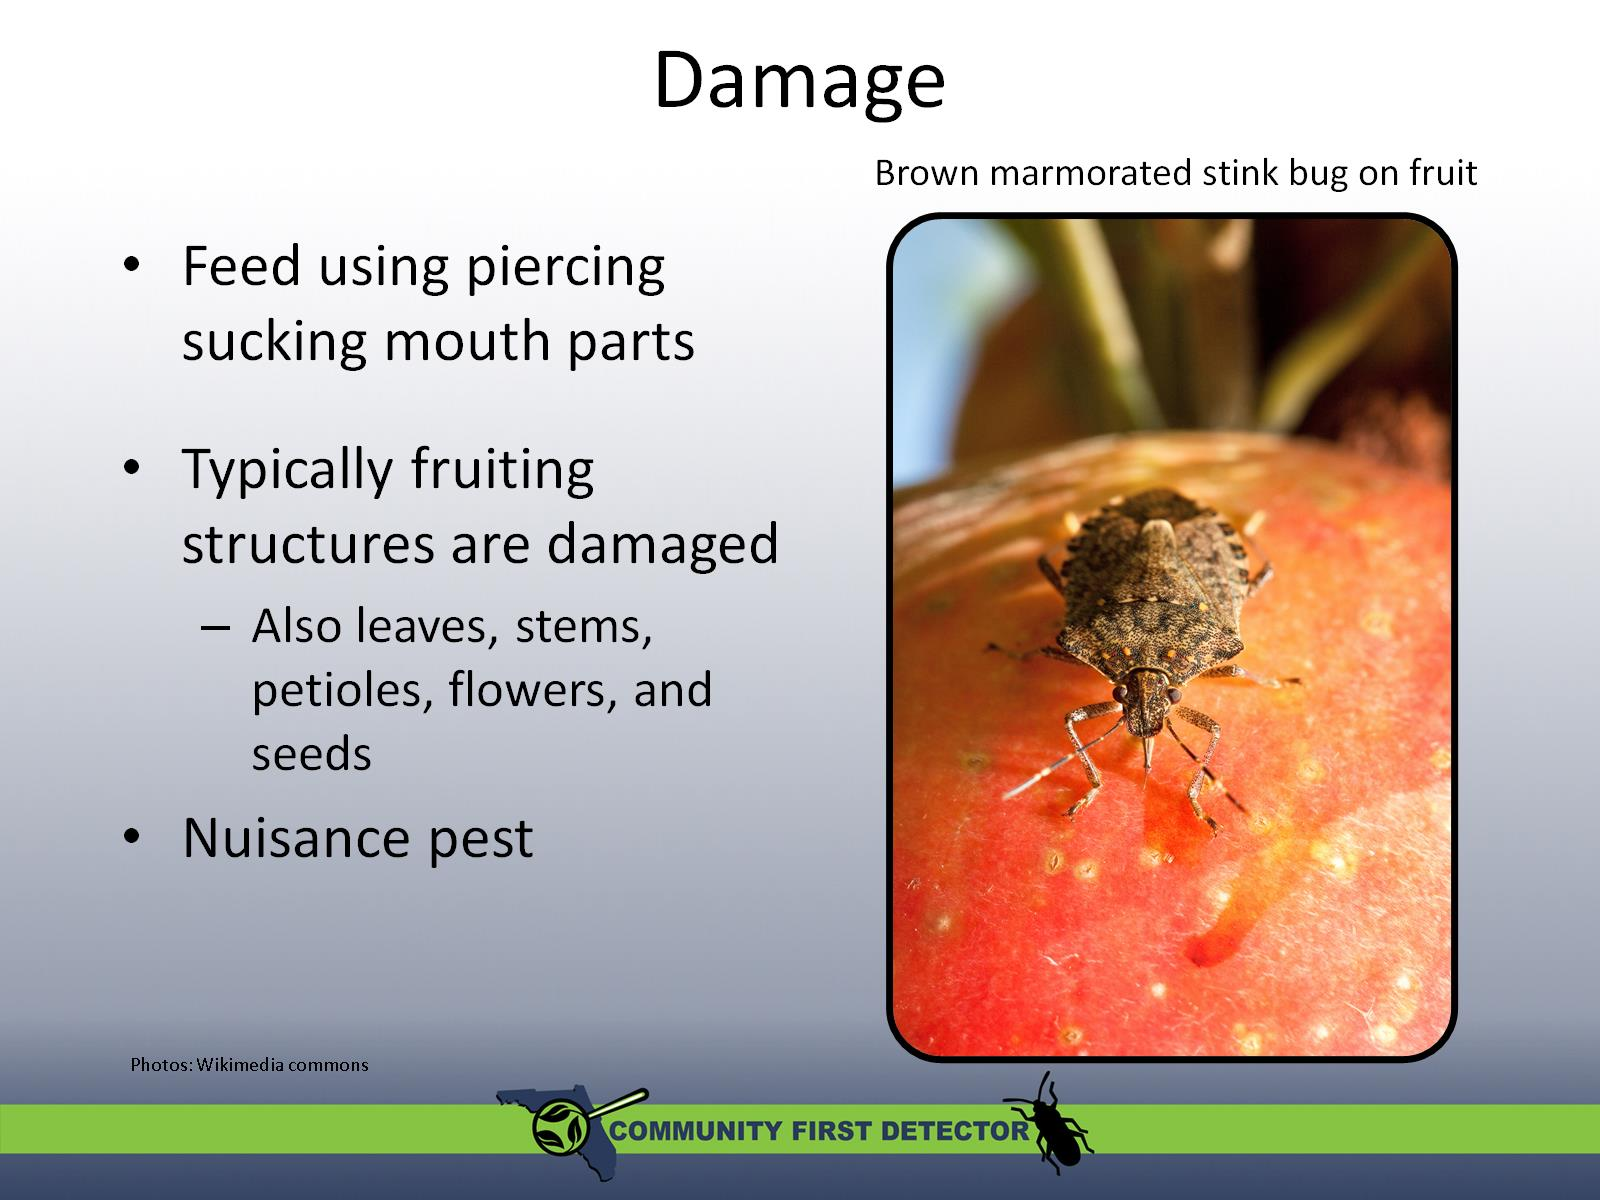 Damage
Brown marmorated stink bug on fruit
• Feed using piercing
sucking mouth parts
• Typically fruiting
structures are damaged
– Also leaves, stems,
petioles, flowers, and
seeds
• Nuisance pest
Photos: Wikimedia commons
COMMUNITY FIRST DETECTOR